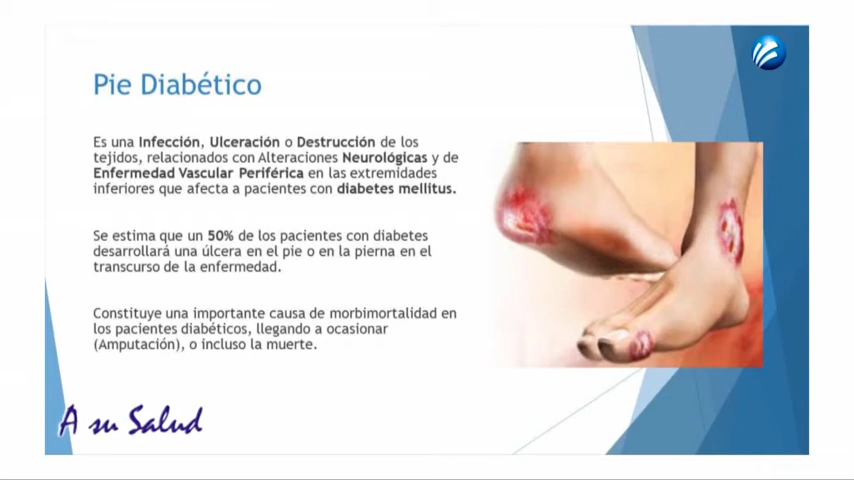 Pie Diabético
Es una Infección, Ulceración o Destrucción de los
tejidos, relacionados con Alteraciones Neurológicas y de
Enfermedad Vascular Periférica en las extremidades
inferiores que afecta a pacientes con diabetes mellitus.
Se estima que un 50% de los pacientes con diabetes
desarrollará una úlcera en el pie o en la pierna en el
transcurso de la enfermedad.
Constituye una importante causa de morbimortalidad en
los pacientes diabéticos, llegando a ocasionar
(Amputación), o incluso la muerte.
A su Salud